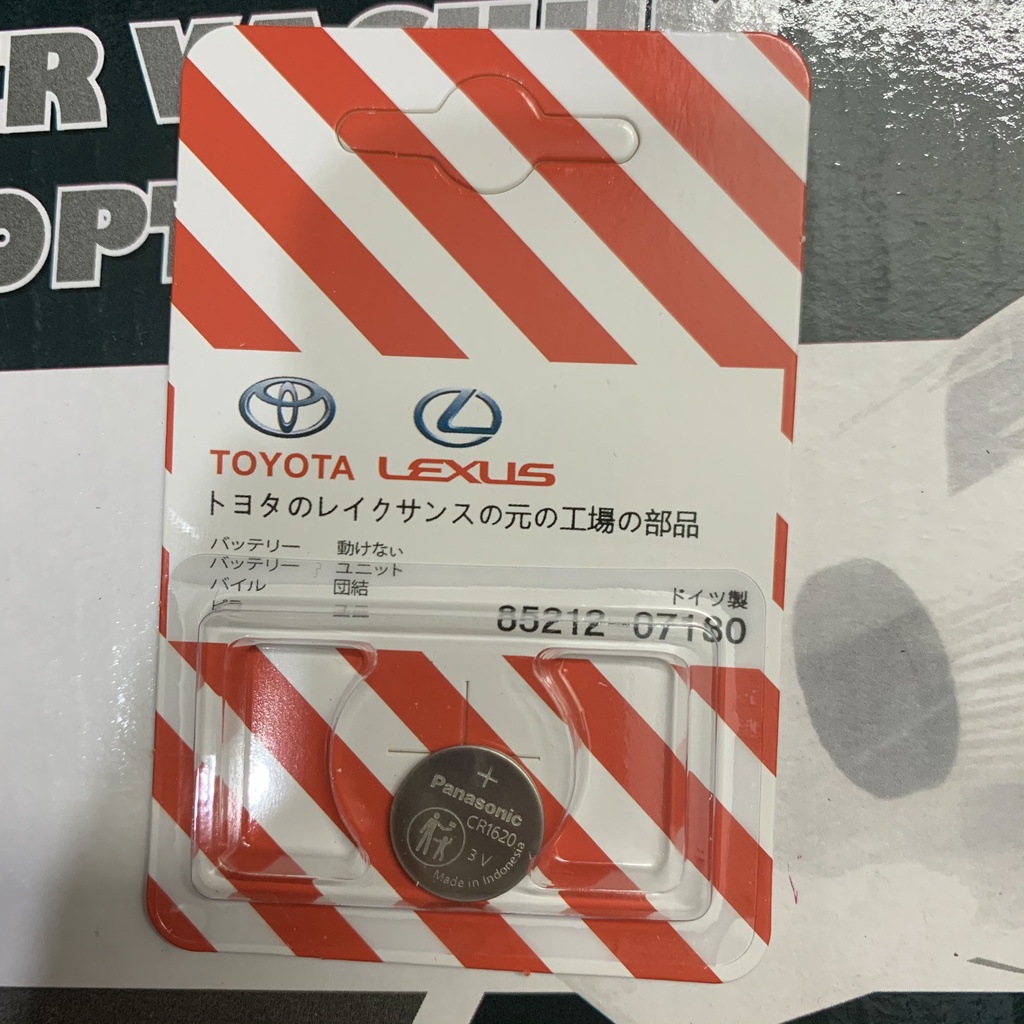 TOYOTA LEXUS
トヨタのレイクサンスの元の工場の部品
バッテリー 動けない
バッテリー ユニット
バイル 団結
ドイツ製
85212-07180
+
Panasonic
CR1620
3V
Made in Indonesia